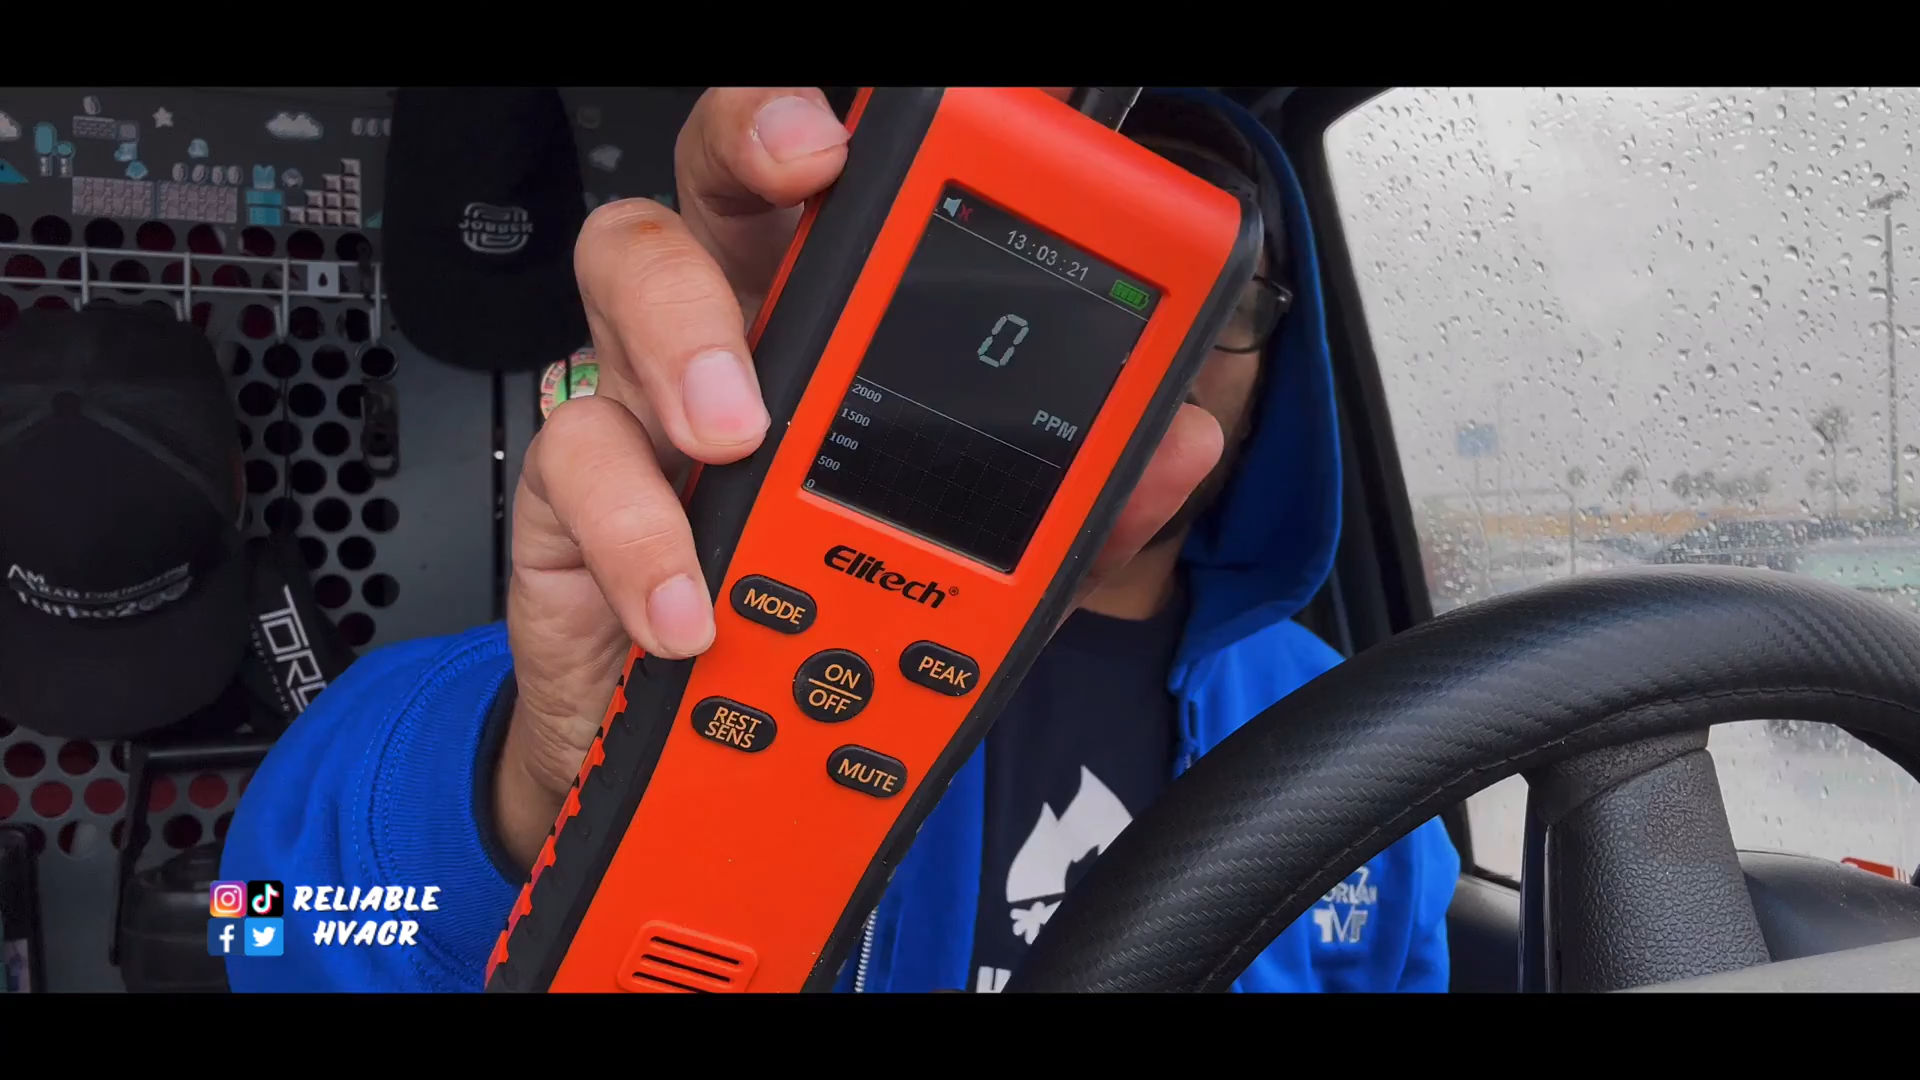 JOBBER
13:03:21
0
PPM
2000
1500
1000
500
0
Elitech®
MODE
ON
OFF
PEAK
REST
SENS
MUTE
RELIABLE
HVACR